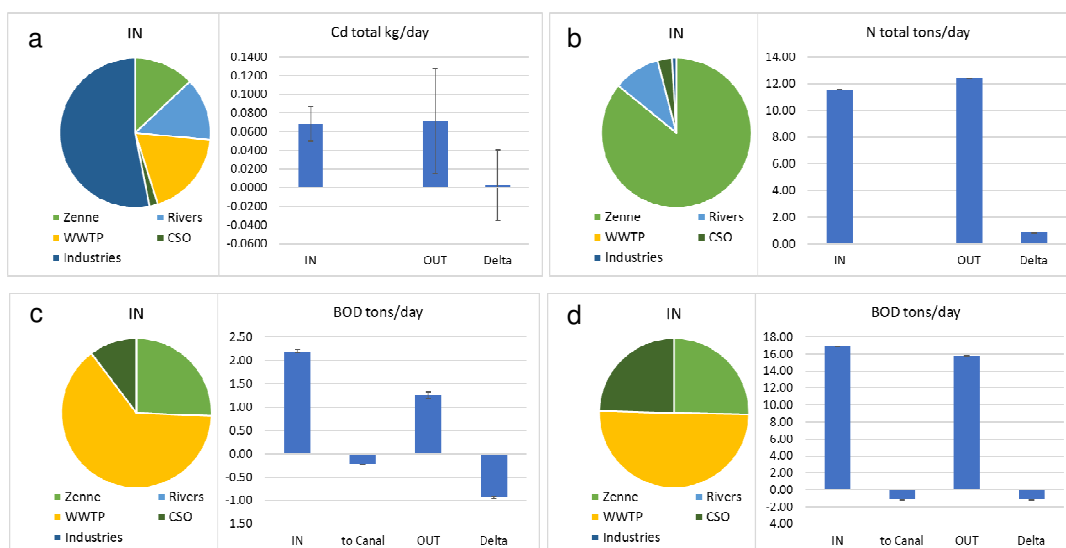 a
IN
Zenne
Rivers
WWTP
CSO
Industries
Cd total kg/day
0.1400
0.1200
0.1000
0.0800
0.0600
0.0400
0.0200
0.0000
-0.0200
-0.0400
-0.0600
IN
OUT
Delta
b
IN
Zenne
Rivers
WWTP
CSO
Industries
N total tons/day
14.00
12.00
10.00
8.00
6.00
4.00
2.00
0.00
IN
OUT
Delta
c
IN
Zenne
Rivers
WWTP
CSO
Industries
BOD tons/day
2.50
2.00
1.50
1.00
0.50
0.00
-0.50
-1.00
1.50
IN
to Canal
OUT
Delta
d
IN
Zenne
Rivers
WWTP
CSO
Industries
BOD tons/day
18.00
16.00
14.00
12.00
10.00
8.00
6.00
4.00
2.00
0.00
-2.00
4.00
IN
to Canal
OUT
Delta